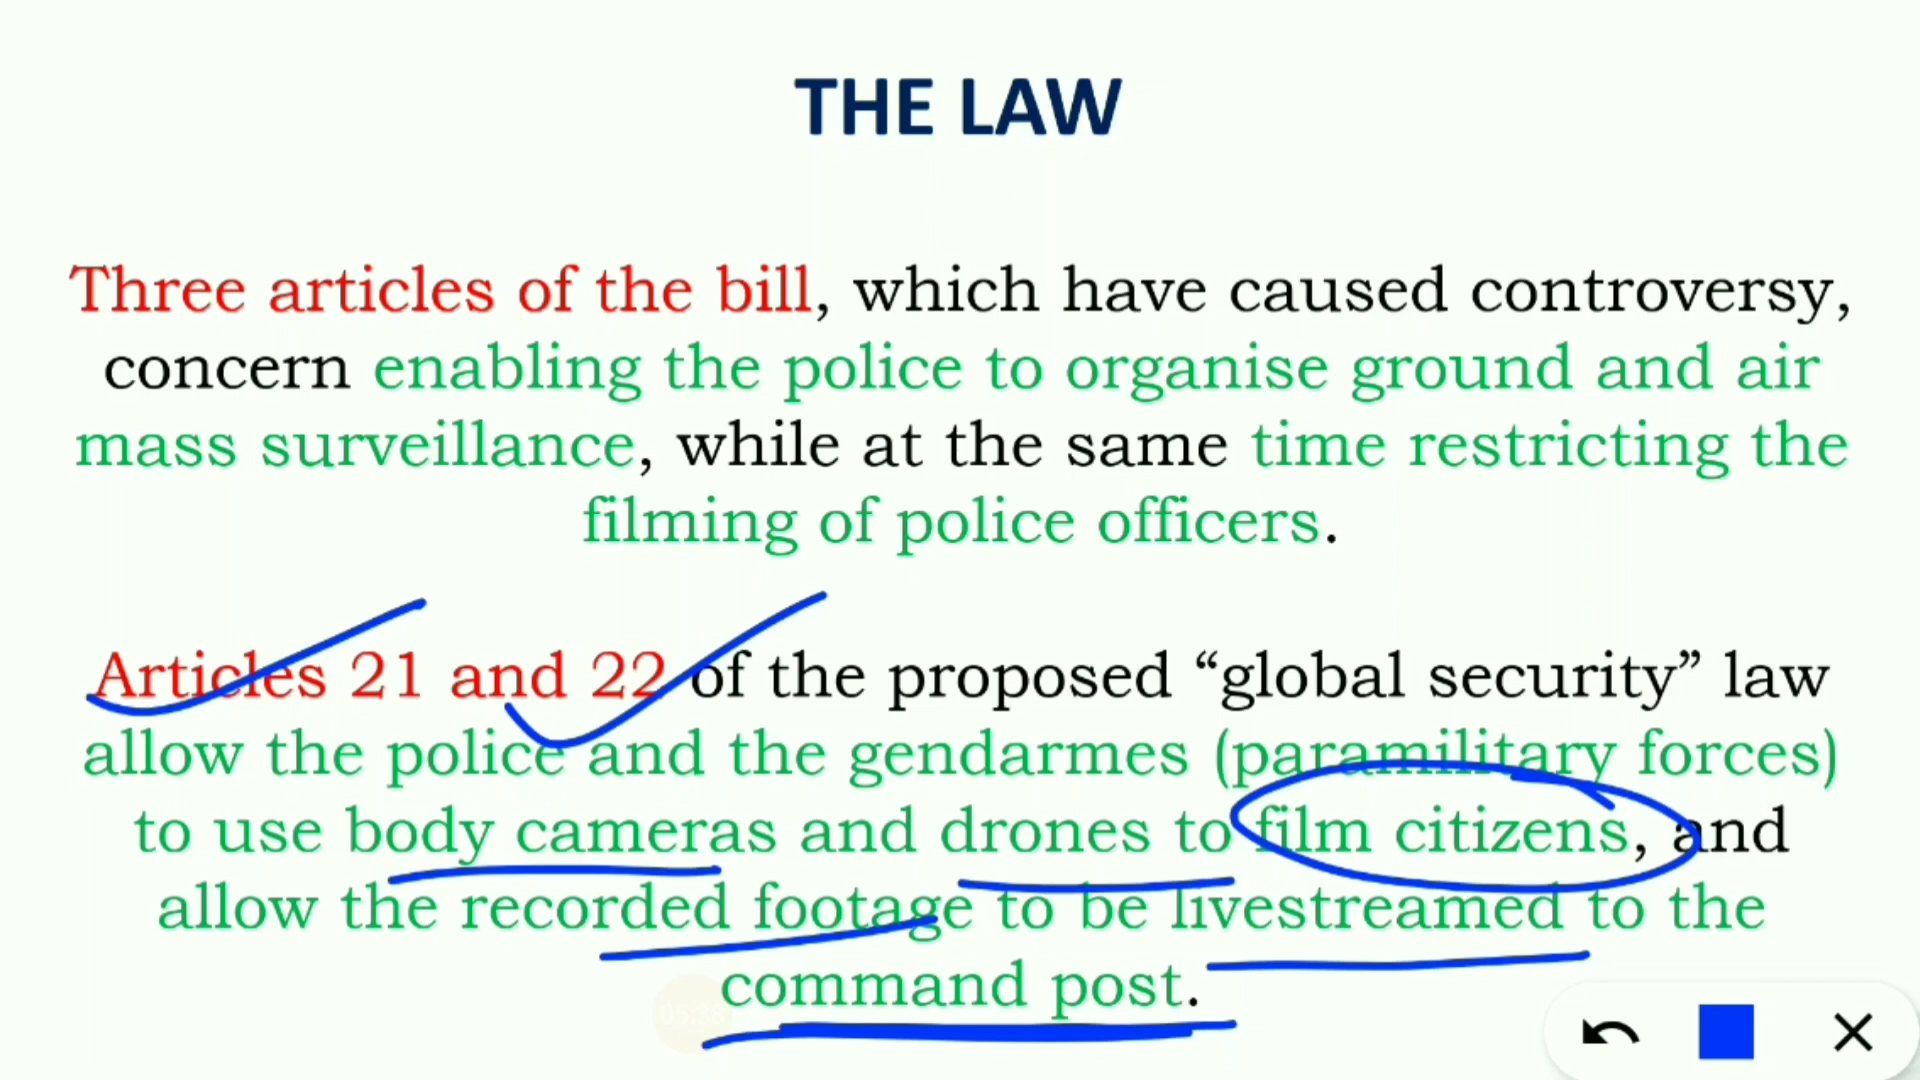 THE LAW
Three articles of the bill, which have caused controversy,
concern enabling the police to organise ground and air
mass surveillance, while at the same time restricting the
filming of police officers.
Articles 21 and 22 of the proposed “global security” law
allow the police and the gendarmes (paramilitary forces)
to use body cameras and drones to film citizens, and
allow the recorded footage to be livestreamed to the
command post.